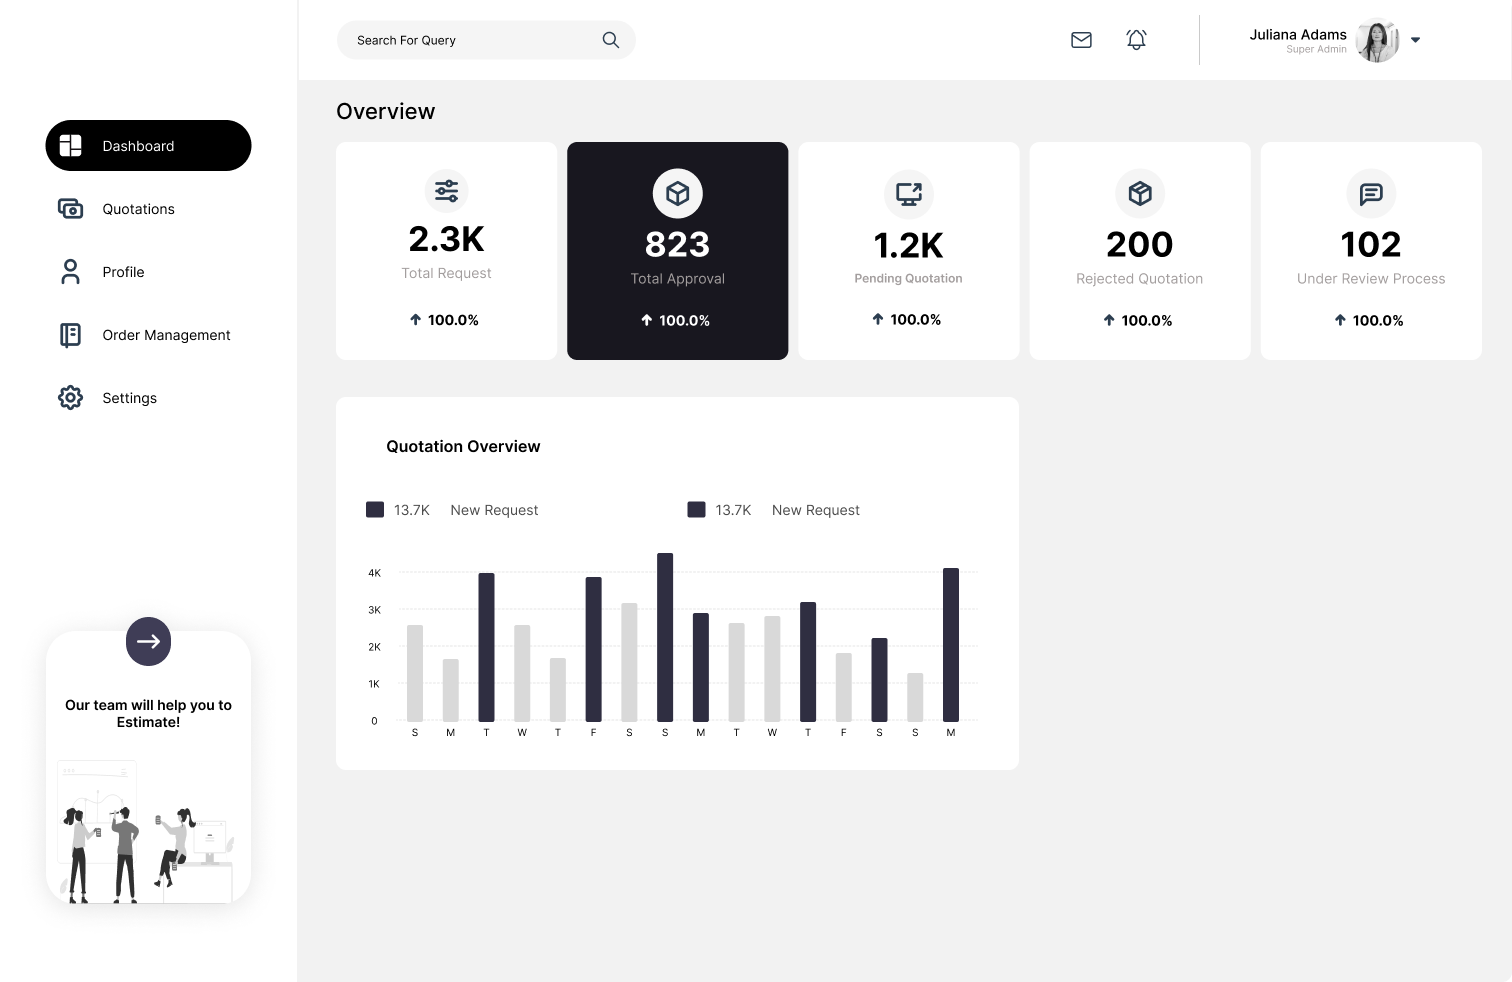 Search For Query
Juliana Adams
Super Admin
Dashboard
Quotations
Profile
Order Management
Settings
Our team will help you to
Estimate!
Overview
2.3K
Total Request
100.0%
823
Total Approval
100.0%
1.2K
Pending Quotation
100.0%
200
Rejected Quotation
100.0%
102
Under Review Process
100.0%
Quotation Overview
13.7K New Request
13.7K New Request
4K
3K
2K
1K
0
S M T W T F S S M T W T F S S M